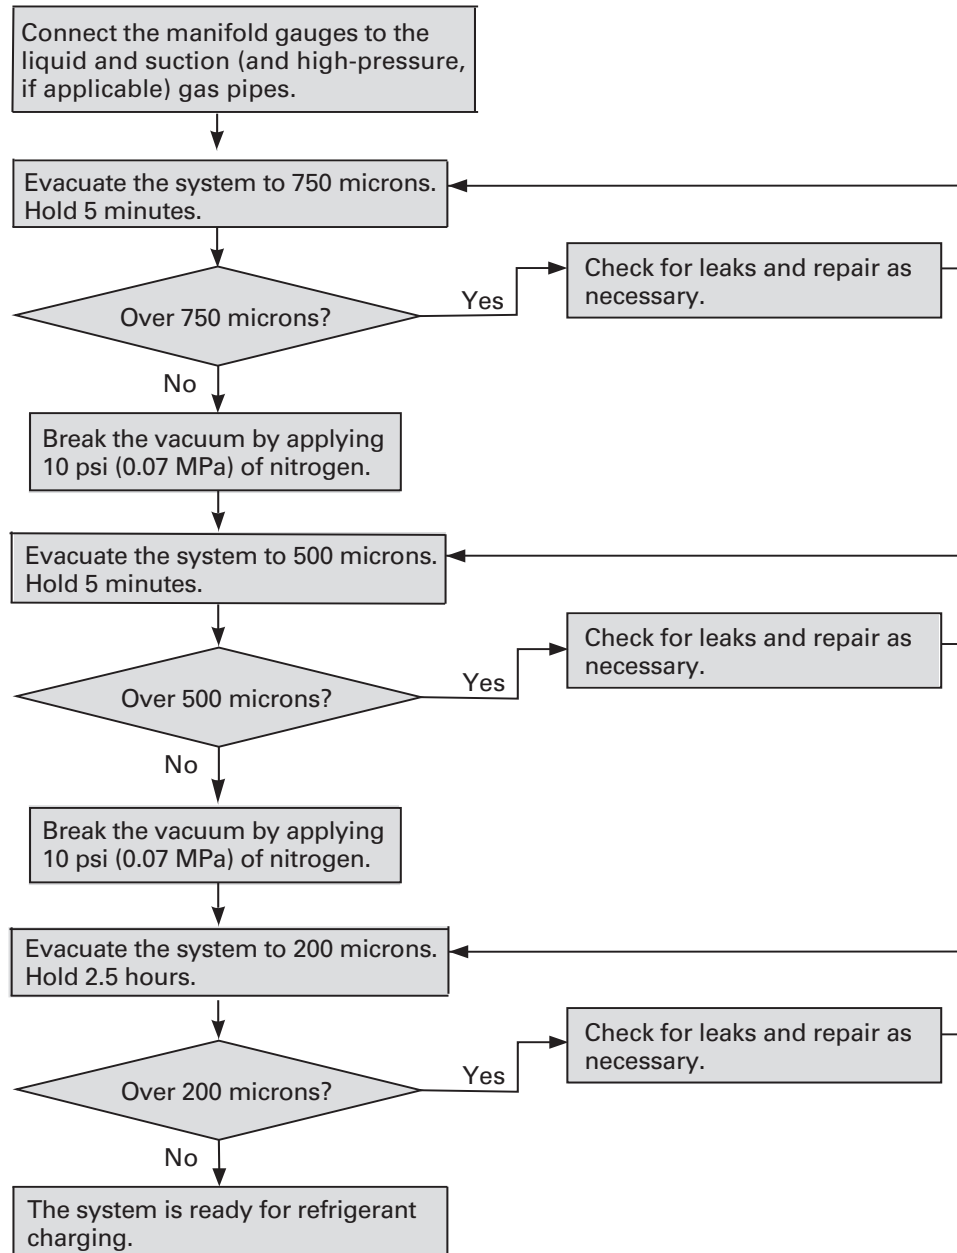 Connect the manifold gauges to the
liquid and suction (and high-pressure,
if applicable) gas pipes.
Evacuate the system to 750 microns.
Hold 5 minutes.
Check for leaks and repair as
necessary.
Yes
Over 750 microns?
No
Break the vacuum by applying
10 psi (0.07 MPa) of nitrogen.
Evacuate the system to 500 microns.
Hold 5 minutes.
Check for leaks and repair as
necessary.
Yes
Over 500 microns?
No
Break the vacuum by applying
10 psi (0.07 MPa) of nitrogen.
Evacuate the system to 200 microns.
Hold 2.5 hours.
Check for leaks and repair as
necessary.
Yes
Over 200 microns?
No
The system is ready for refrigerant
charging.